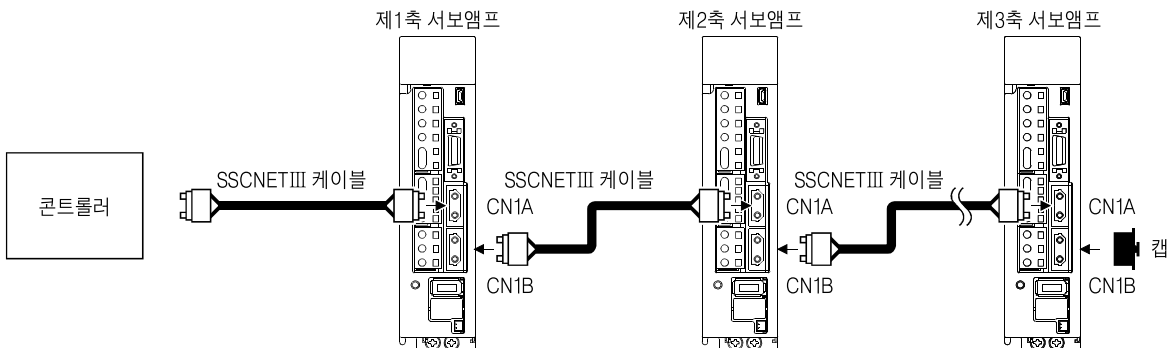 제1축 서보앰프
제2축 서보앰프
제3축 서보앰프
콘트롤러
SSCNETIII 케이블
SSCNETIII 케이블
SSCNETIII 케이블
CN1A
CN1A
CN1A
캡
CN1B
CN1B
CN1B